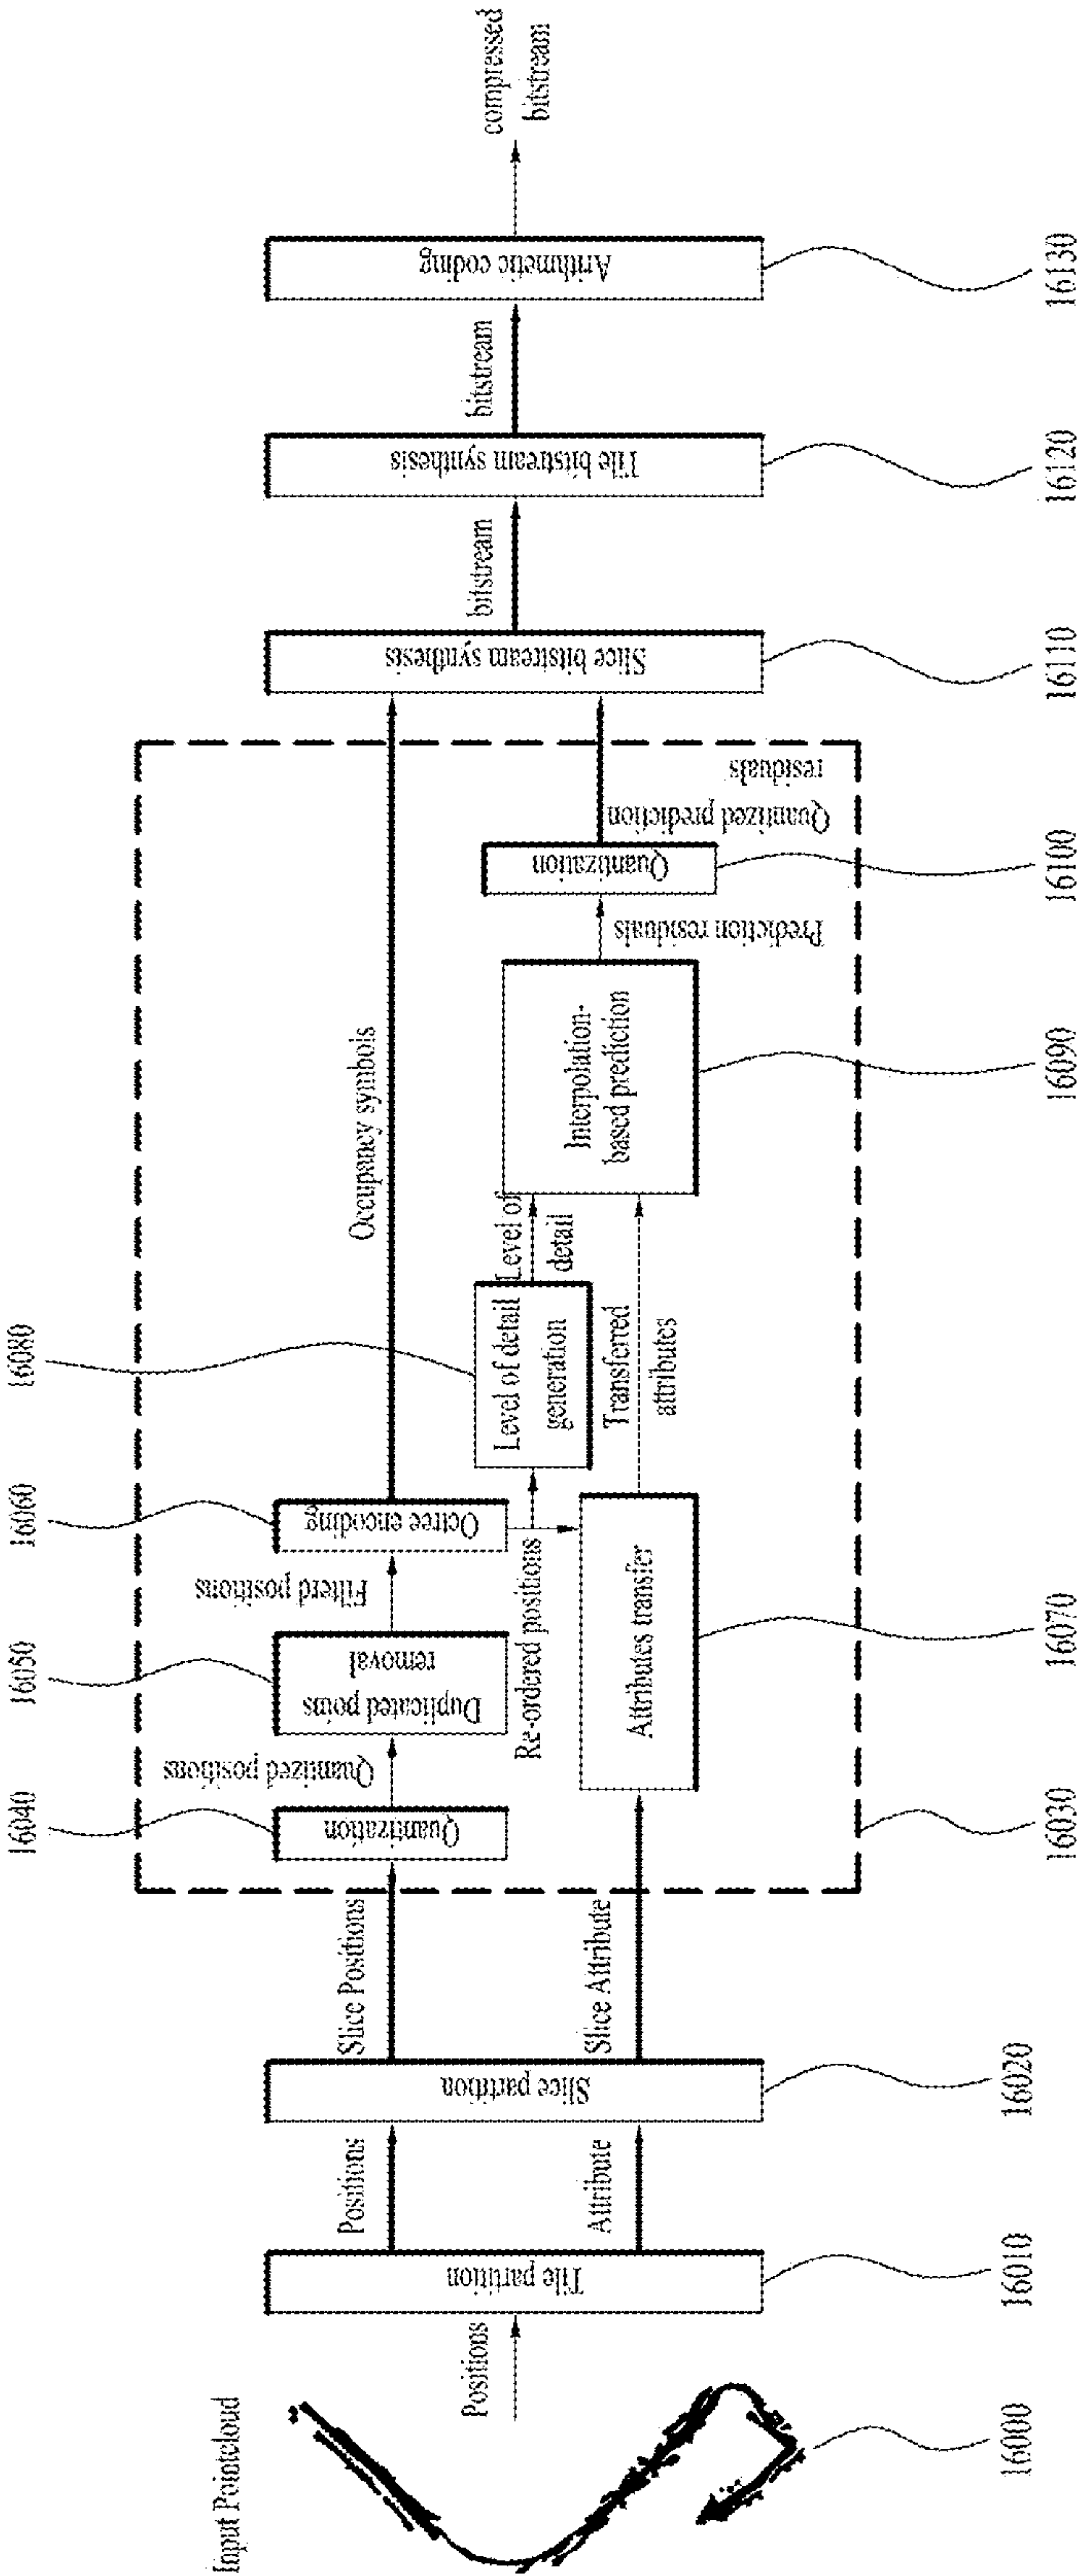 Input Pointcloud
16000
Positions
Tile partition
16010
Positions
Attribute
Slice partition
16020
Slice Positions
Slice Attribute
16030
16040
Quantization
Quantized positions
16050
Duplicated poins
removal
Filterd positions
16060
Octree encoding
Re-ordered positions
Attributes transfer
16070
Occupancy symbols
16080
Level of detail
generation
Level of
detail
Transferred
attributes
Interpolation-
based prediction
16090
Prediction residuals
Quantization
16100
Quantized prediction
residuals
Slice bitstream synthesis
16110
bitstream
Tile bitstream synthesis
16120
bitstream
Arithmetic coding
16130
compressed
bitstream